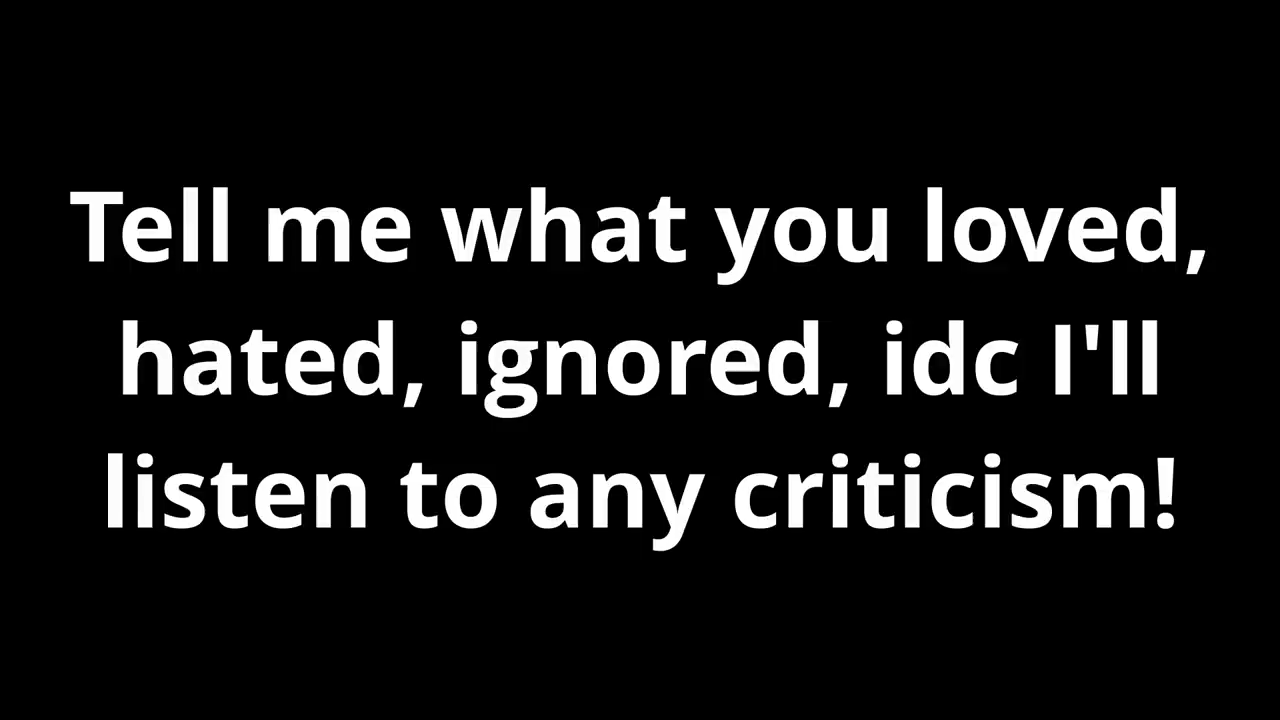 Tell me what you loved,
hated, ignored, idc I'll
listen to any criticism!